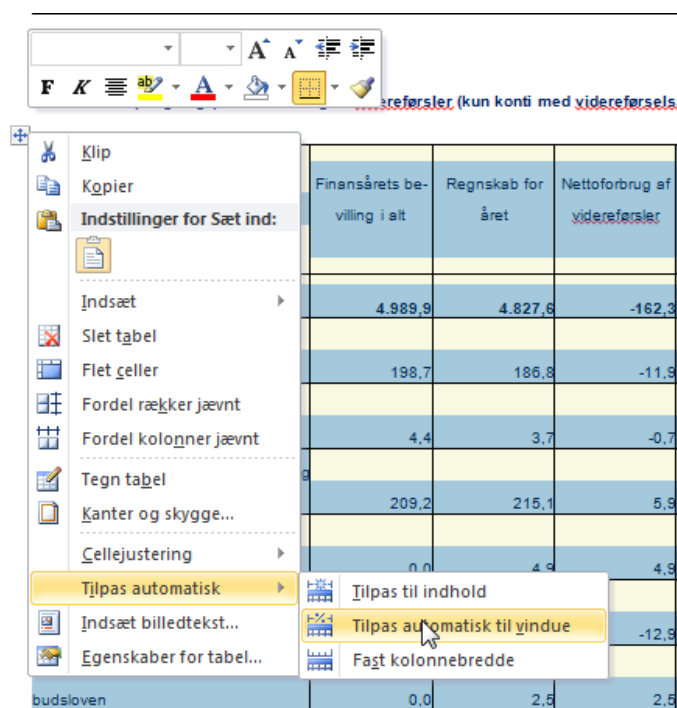 F K ab A
videreførsler (kun konti med videreførsels
Klip
Kopier
Indstillinger for Sæt ind:
Indsæt
Slet tabel
Flet celler
Fordel rækker jævnt
Fordel kolonner jævnt
Tegn tabel
Kanter og skygge...
Cellejustering
Tilpas automatisk
Indsæt billedtekst...
Egenskaber for tabel...
Tilpas til indhold
Tilpas automatisk til vindue
Fast kolonnebredde
Finansårets be- Regnskab for Nettoforbrug af
villing i alt året videreførsler
4.989,9 4.827,6 -162,3
198,7 186,8 -11,9
4,4 3,7 -0,7
g
209,2 215,1 5,9
0,0 4,9 4,9
-12,9
budsloven 0,0 2,5 2,5